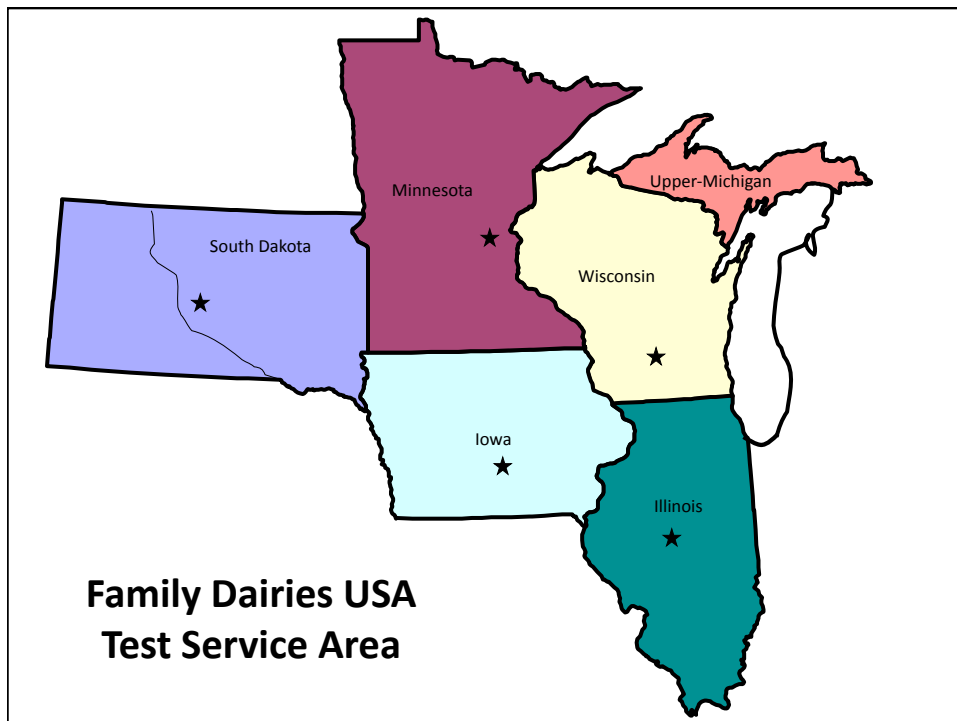 Minnesota
Upper-Michigan
South Dakota
Wisconsin
Iowa
Illinois
Family Dairies USA
Test Service Area